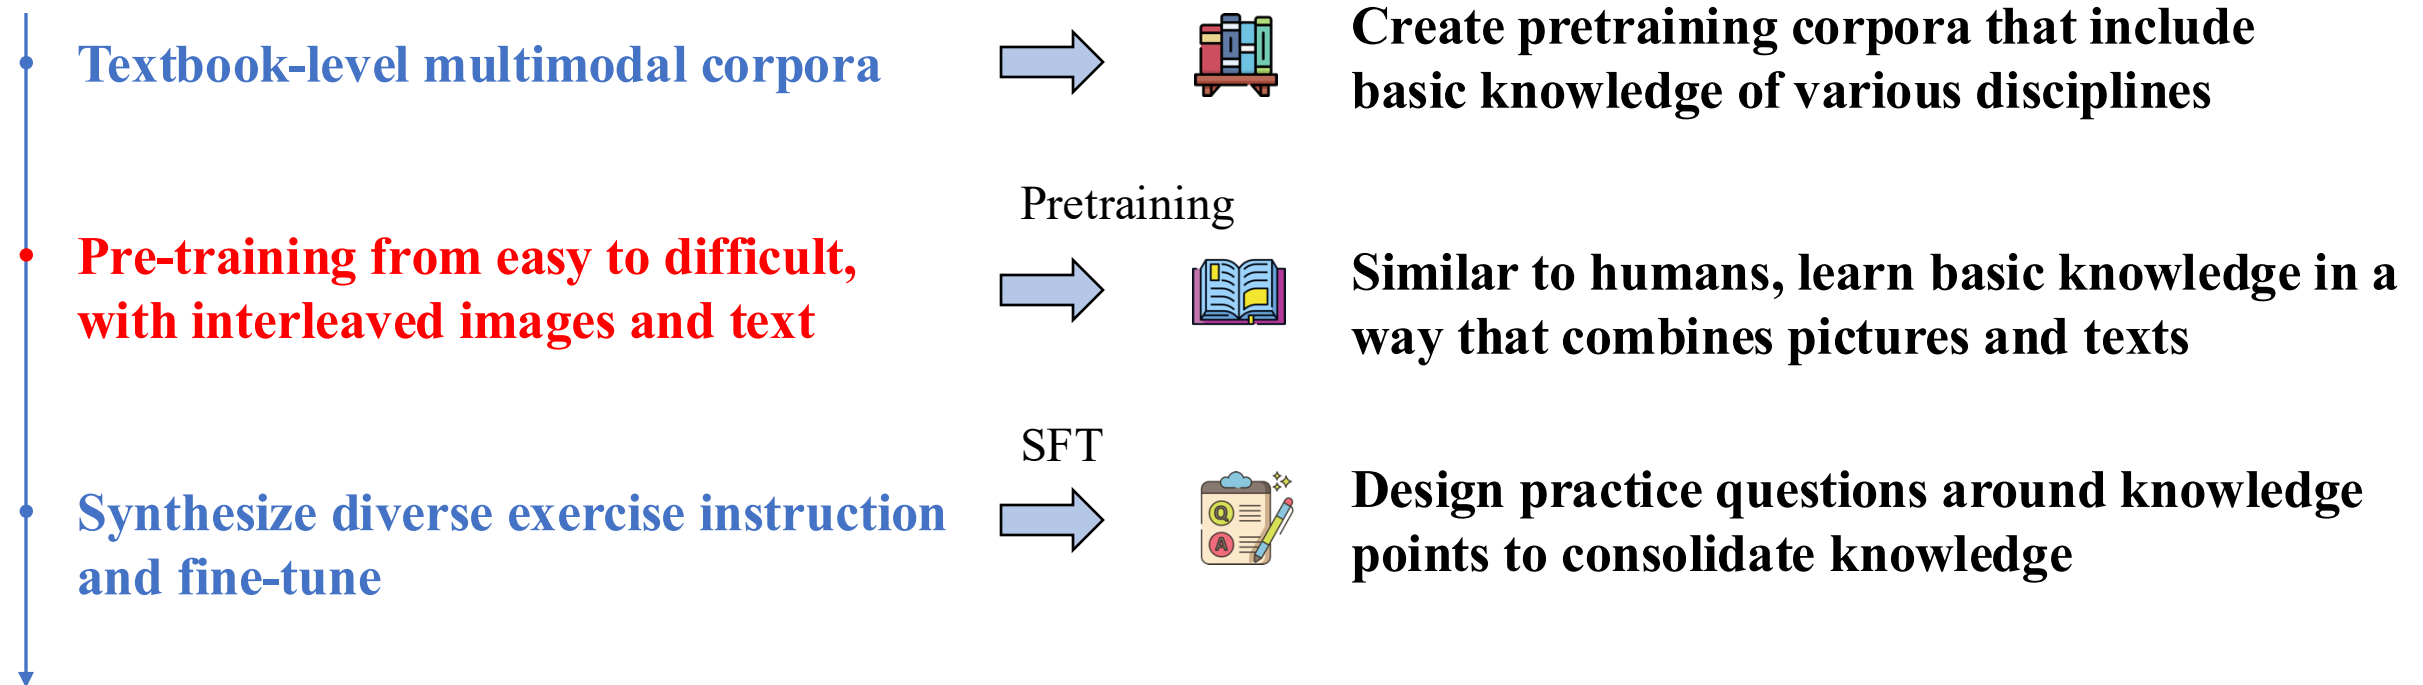 Textbook-level multimodal corpora
Create pretraining corpora that include
basic knowledge of various disciplines
Pretraining
Pre-training from easy to difficult,
with interleaved images and text
Similar to humans, learn basic knowledge in a
way that combines pictures and texts
SFT
Synthesize diverse exercise instruction
and fine-tune
Q
A
Design practice questions around knowledge
points to consolidate knowledge